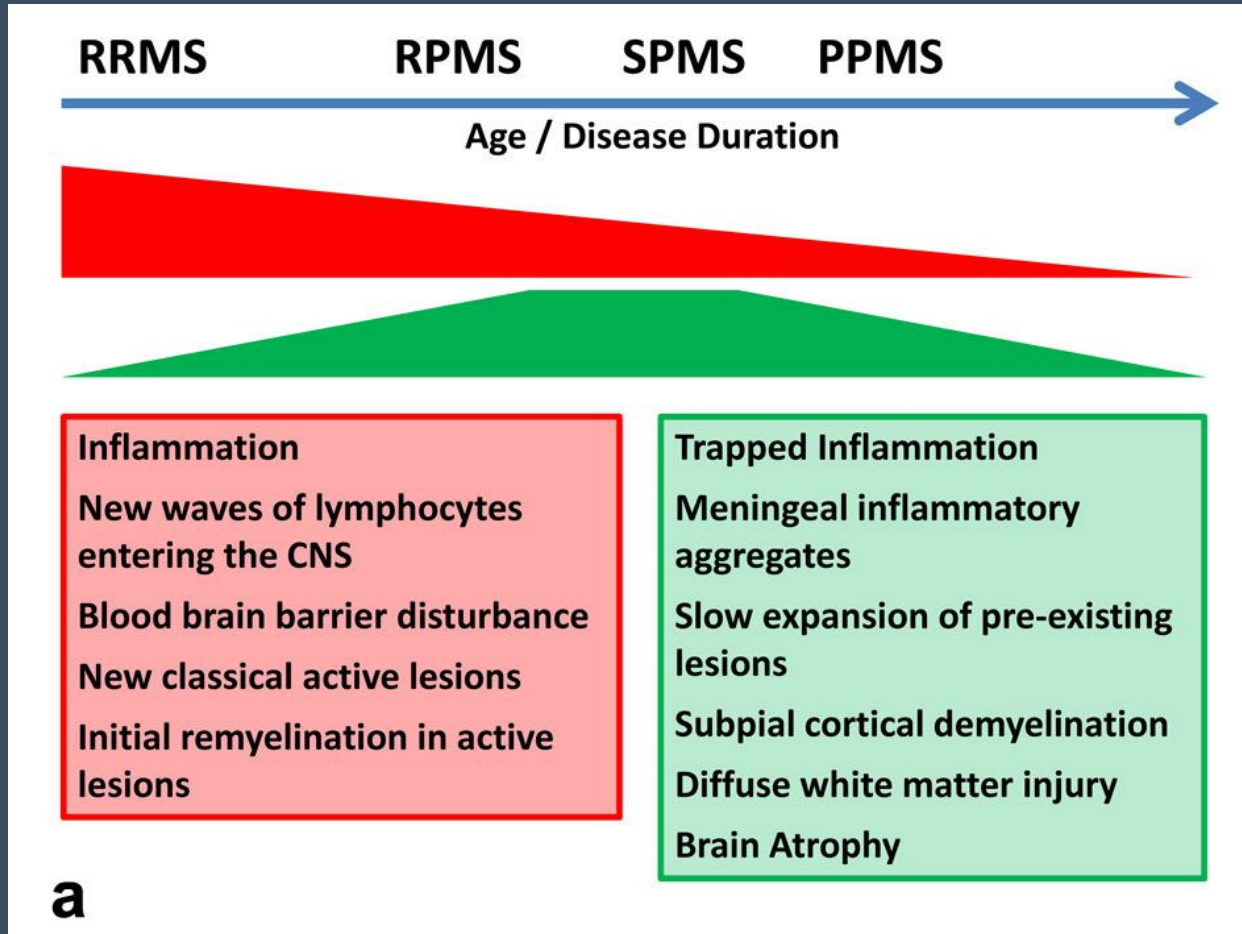 RRMS RPMS SPMS PPMS
Age / Disease Duration
Inflammation
New waves of lymphocytes
entering the CNS
Blood brain barrier disturbance
New classical active lesions
Initial remyelination in active
lesions
Trapped Inflammation
Meningeal inflammatory
aggregates
Slow expansion of pre-existing
lesions
Subpial cortical demyelination
Diffuse white matter injury
Brain Atrophy
a